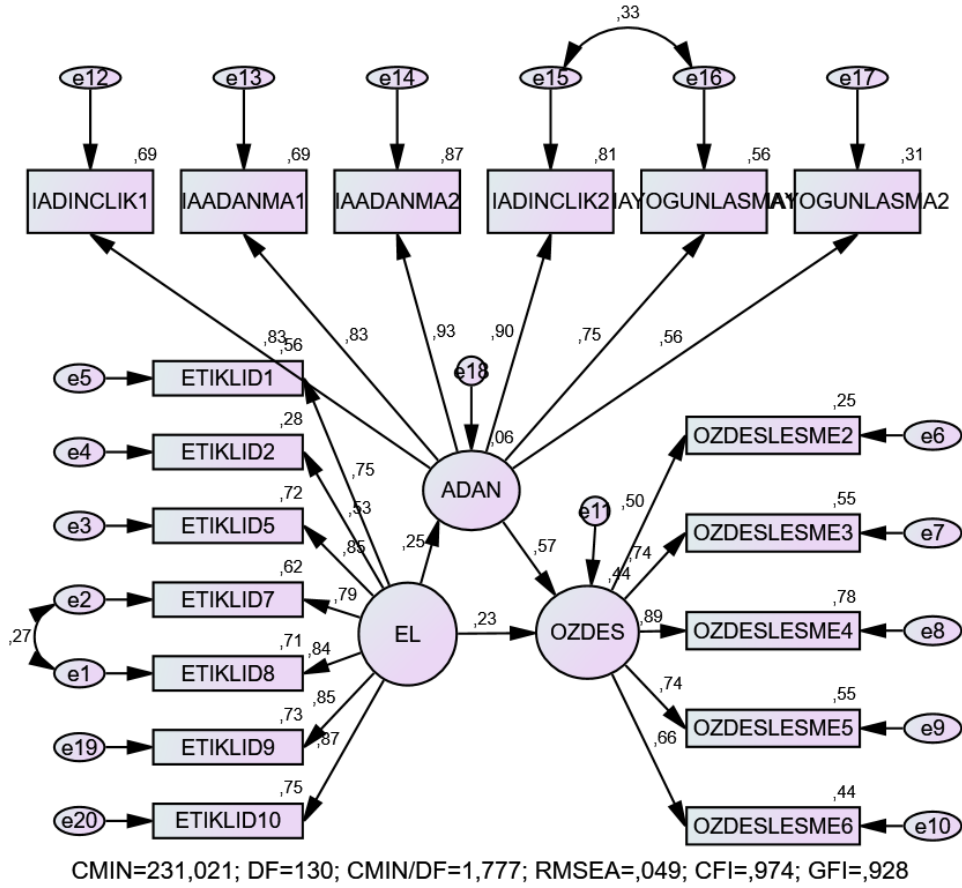 ,33
e12 e13 e14 e15 e16 e17
,69 ,69 ,87 ,81 ,56 ,31
IADINCLIK1 IAADANMA1 IAADANMA2 IADINCLIK2 IAYOGUNLASMA1 IAYOGUNLASMA2
,83 ,83 ,93 ,90 ,75 ,56
,56
e5 ETIKLID1 e18
,28 ,06 ,25
e4 ETIKLID2 OZDESLESME2 e6
,75 ADAN
,72 ,53 e11 ,50 ,55
e3 ETIKLID5 OZDESLESME3 e7
,85 ,25 ,57 ,74
,62 ,44 ,78
e2 ETIKLID7 ,79 OZDESLESME4 e8
,27 EL ,23 OZDES ,89
,71 ,84 ,74 ,55
e1 ETIKLID8 OZDESLESME5 e9
,73 ,85 ,66
e19 ETIKLID9 ,87
,75 ,44
e20 ETIKLID10 OZDESLESME6 e10
CMIN=231,021; DF=130; CMIN/DF=1,777; RMSEA=,049; CFI=,974; GFI=,928